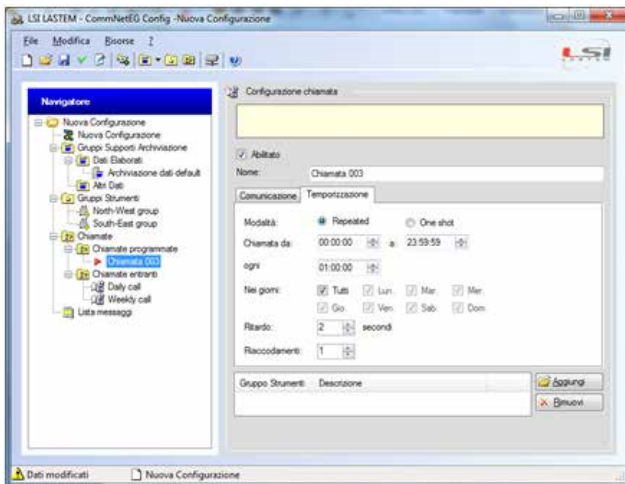 LSI LASTEM - CommNetEG Config -Nuova Configurazione
File Modifica Risorse ?
LSI
LASTEM
Navigatore
Nuova Configurazione
Nuova Configurazione
Gruppi Supporti Archiviazione
Dati Elaborati
Archiviazione dati default
Altri Dati
Gruppi Strumenti
North-West group
South-East group
Chiamate
Chiamate programmate
Chiamata 003
Chiamate entranti
Daily call
Weekly call
Lista messaggi
Configurazione chiamata
Abilitato
Nome: Chiamata 003
Comunicazione Temporizzazione
Modalità: Repeated One shot
Chiamata da: 00:00:00 a 23:59:59
ogni 01:00:00
Nei giorni: Tutti Lun. Mar. Mer.
Gio. Ven. Sab. Dom.
Ritardo: 2 secondi
Riaccodamenti: 1
Gruppo Strumenti Descrizione
Aggiungi
Rimuovi
Dati modificati Nuova Configurazione